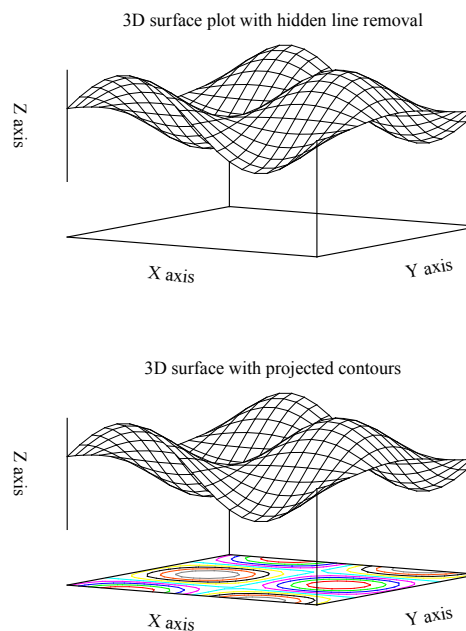 3D surface plot with hidden line removal
Z axis
X axis
Y axis
3D surface with projected contours
Z axis
X axis
Y axis